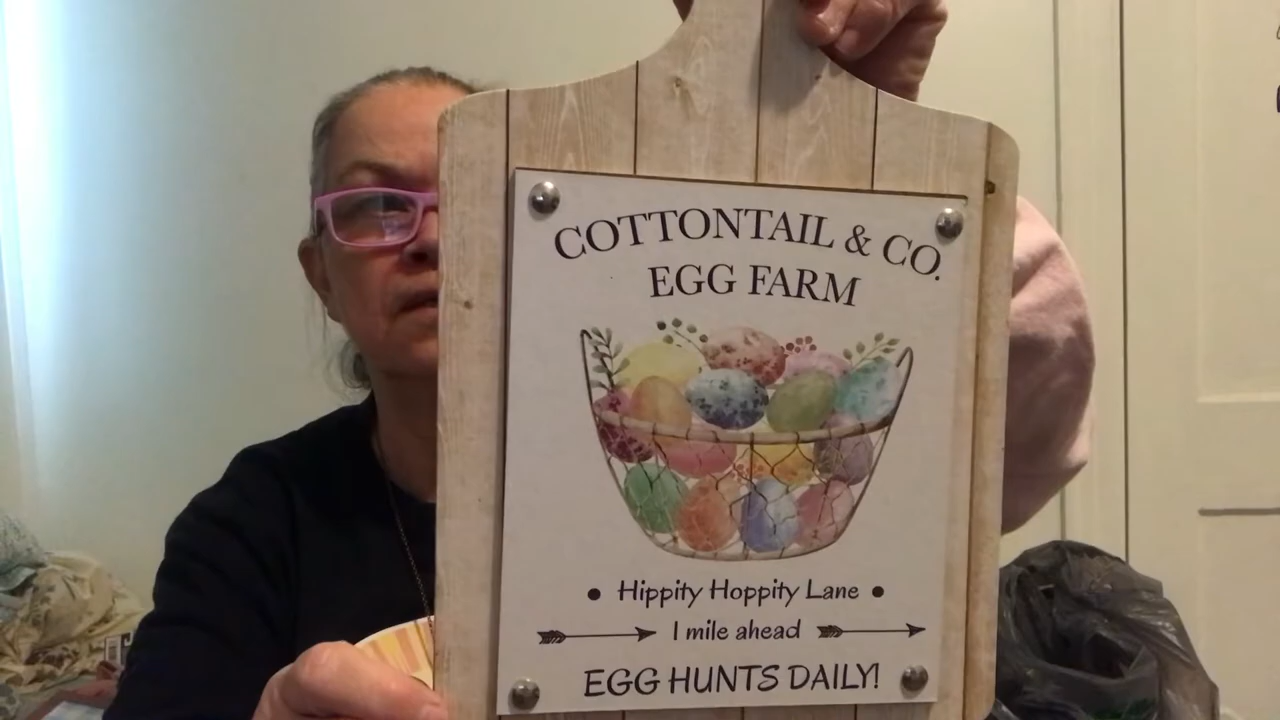 COTTONTAIL & CO.
EGG FARM
• Hippity Hoppity Lane •
1 mile ahead
EGG HUNTS DAILY!